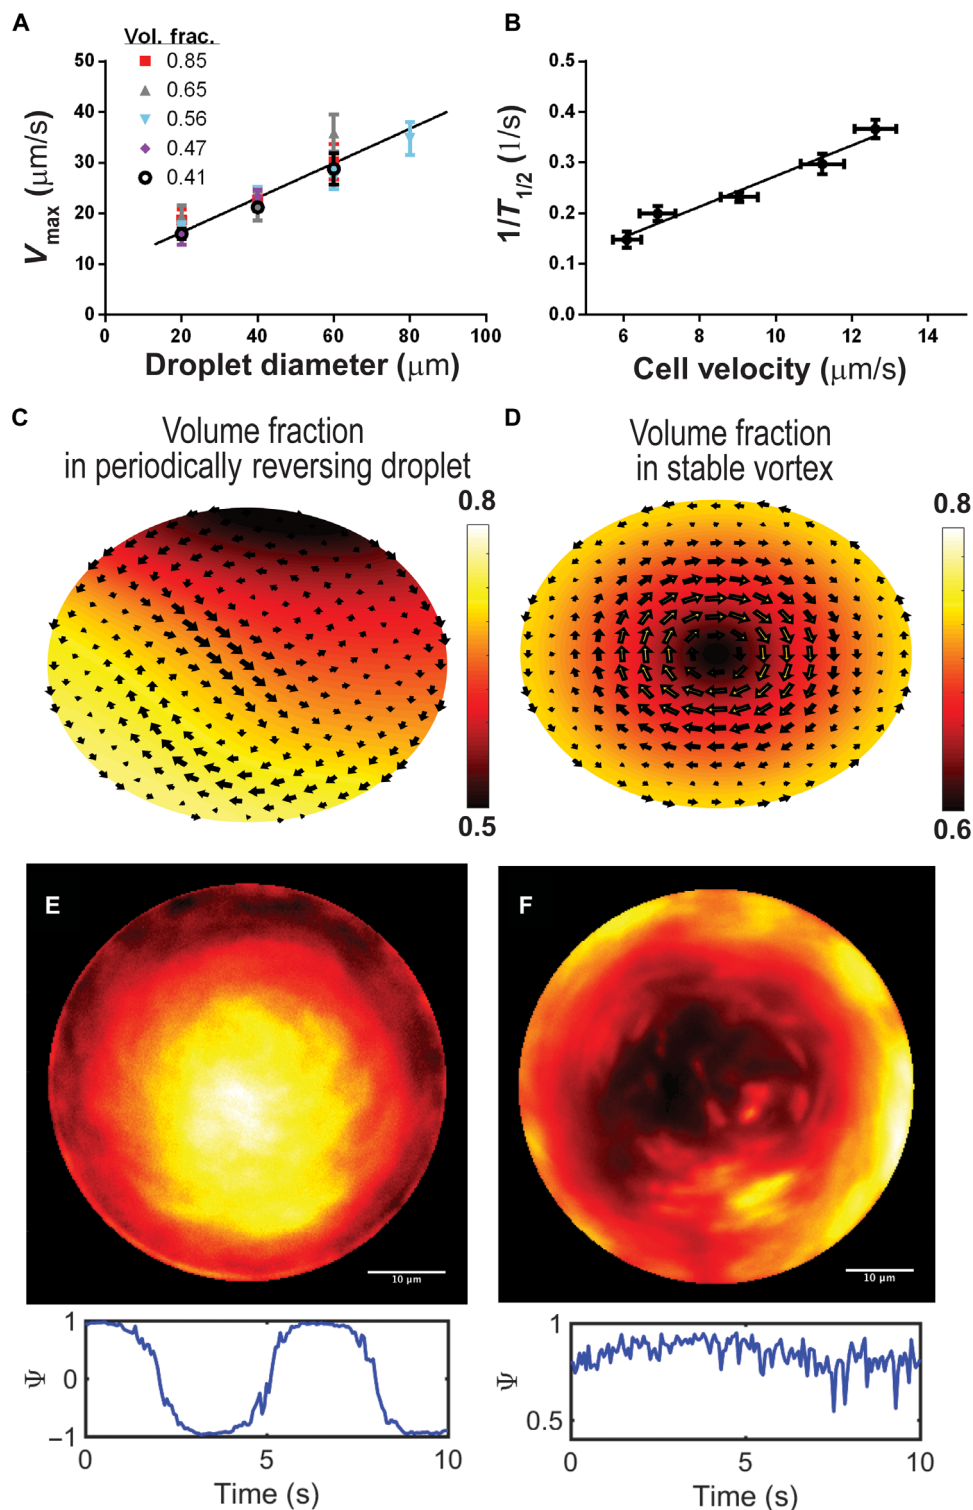 A
Vol. frac.
0.85
0.65
0.56
0.47
0.41
50
40
30
20
10
0
Vmax (μm/s)
0 20 40 60 80 100
Droplet diameter (μm)
B
0.5
0.4
0.3
0.2
0.1
0.0
1/T1/2 (1/s)
6 8 10 12 14
Cell velocity (μm/s)
C
Volume fraction
in periodically reversing droplet
0.8
0.5
D
Volume fraction
in stable vortex
0.8
0.6
E
10 μm
1
0
−1
Ψ
0 5 10
Time (s)
F
10 μm
1
0.5
Ψ
0 5 10
Time (s)